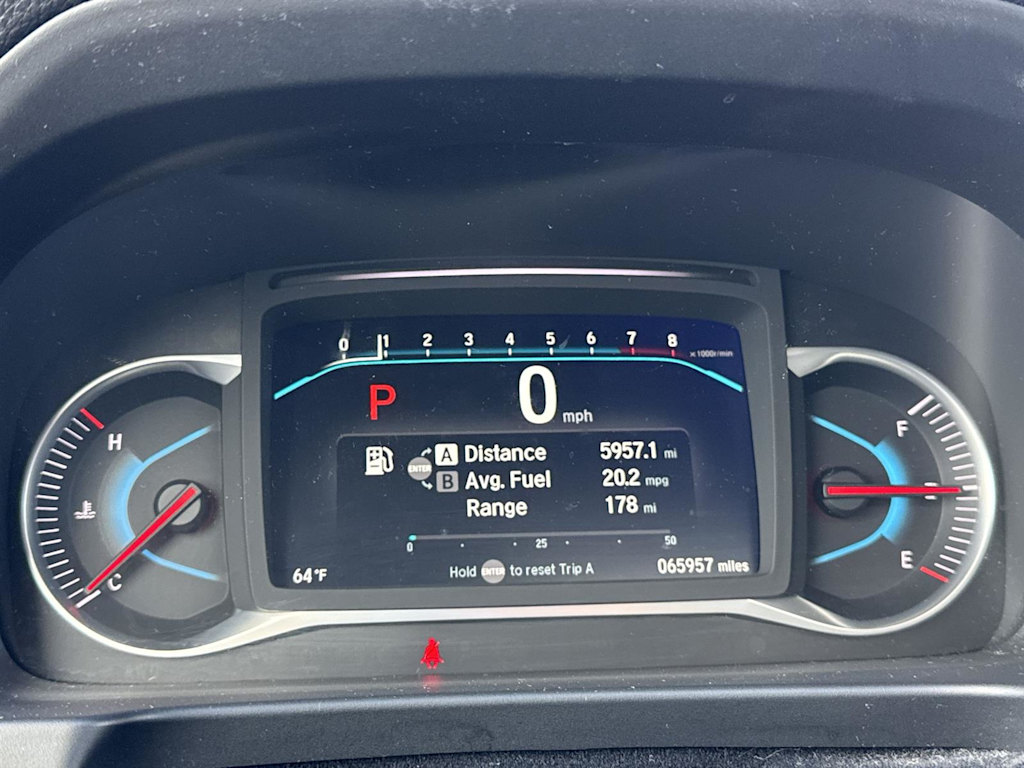 0 1 2 3 4 5 6 7 8 ×1000r/min
P 0 mph
H
F
ENTER A Distance 5957.1 mi
B Avg. Fuel 20.2 mpg
Range 178 mi
0 25 50
C
E
64°F Hold ENTER to reset Trip A 065957 miles